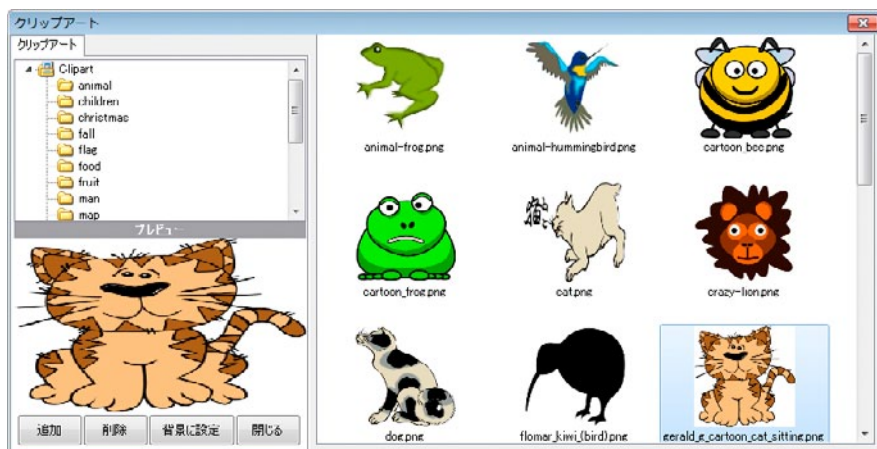 クリップアート
クリップアート
Clipart
animal
children
christmas
fall
flag
food
fruit
man
map
プレビュー
追加
削除
背景に設定
閉じる
animal-frog.png
animal-hummingbird.png
cartoon_bee.png
cartoon_frog.png
猫
cat.png
crazy-lion.png
dog.png
flomar_kiwi_(bird).png
gerald_g_cartoon_cat_sitting.png